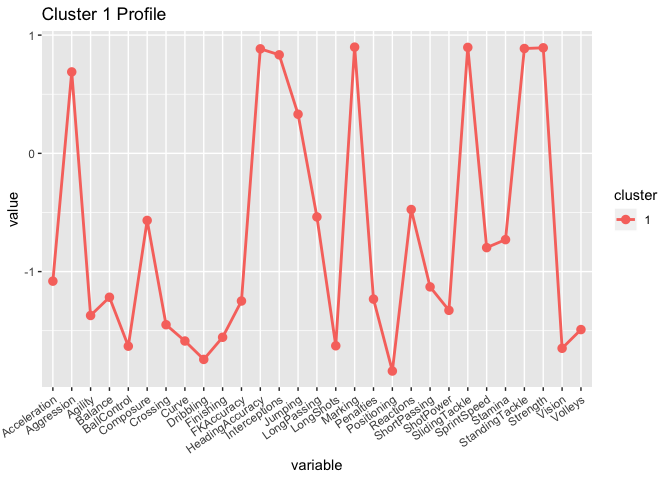 Cluster 1 Profile
1
0
-1
value
Acceleration
Aggression
Agility
Balance
BallControl
Composure
Crossing
Curve
Dribbling
Finishing
FKAccuracy
HeadingAccuracy
Interceptions
Jumping
LongPassing
LongShots
Marking
Penalties
Positioning
Reactions
ShortPassing
ShotPower
SlidingTackle
SprintSpeed
Stamina
StandingTackle
Strength
Vision
Volleys
variable
cluster
1